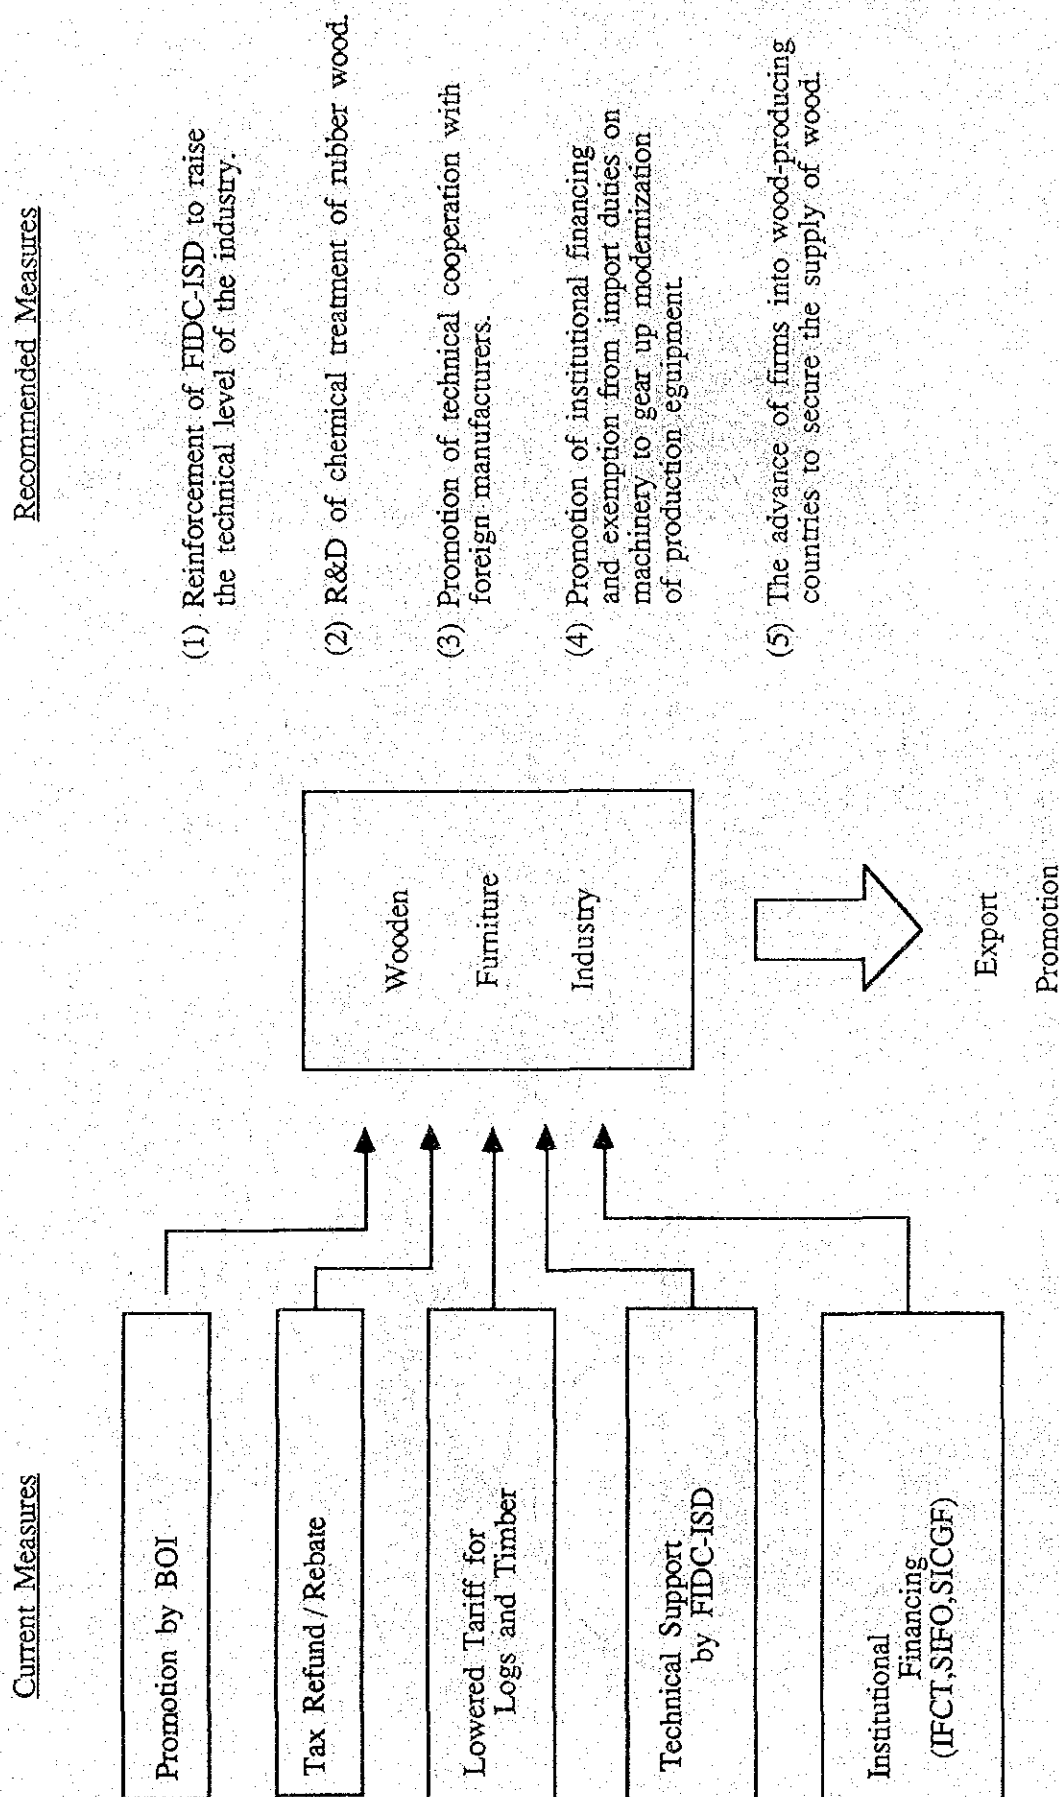 Current Measures
Promotion by BOI
Tax Refund / Rebate
Lowered Tariff for
Logs and Timber
Technical Support
by FIDC-ISD
Institutional
Financing
(IFCT,SIFO,SICGF)
Wooden
Furniture
Industry
Export
Promotion
Recommended Measures
(1) Reinforcement of FIDC-ISD to raise
the technical level of the industry.
(2) R&D of chemical treatment of rubber wood.
(3) Promotion of technical cooperation with
foreign manufacturers.
(4) Promotion of institutional financing
and exemption from import duties on
machinery to gear up modernization
of production eguipment.
(5) The advance of firms into wood-producing
countries to secure the supply of wood.